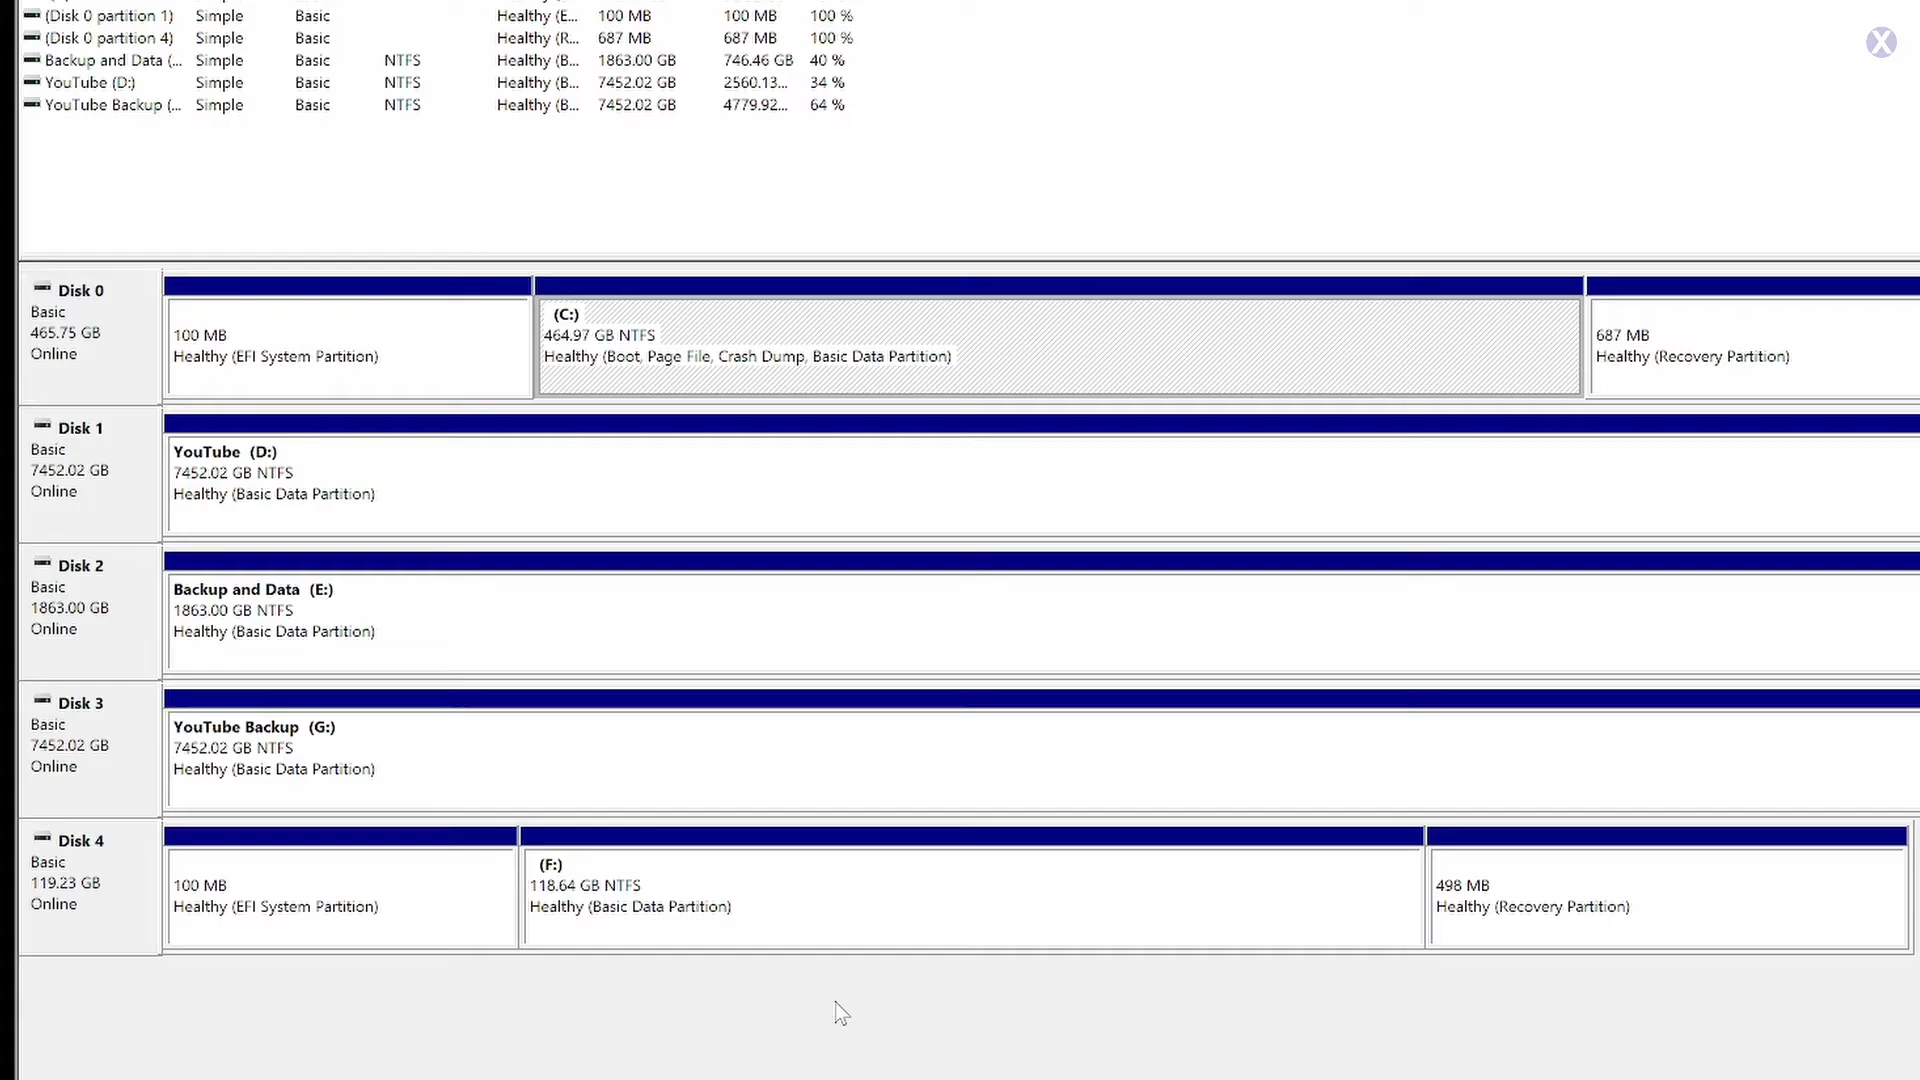 (Disk 0 partition 1) Simple Basic Healthy (E... 100 MB 100 MB 100 %
(Disk 0 partition 4) Simple Basic Healthy (R... 687 MB 687 MB 100 %
Backup and Data (... Simple Basic NTFS Healthy (B... 1863.00 GB 746.46 GB 40 %
YouTube (D:) Simple Basic NTFS Healthy (B... 7452.02 GB 2560.13... 34 %
YouTube Backup (... Simple Basic NTFS Healthy (B... 7452.02 GB 4779.92... 64 %
X
Disk 0
Basic
465.75 GB
Online
100 MB
Healthy (EFI System Partition)
(C:)
464.97 GB NTFS
Healthy (Boot, Page File, Crash Dump, Basic Data Partition)
687 MB
Healthy (Recovery Partition)
Disk 1
Basic
7452.02 GB
Online
YouTube (D:)
7452.02 GB NTFS
Healthy (Basic Data Partition)
Disk 2
Basic
1863.00 GB
Online
Backup and Data (E:)
1863.00 GB NTFS
Healthy (Basic Data Partition)
Disk 3
Basic
7452.02 GB
Online
YouTube Backup (G:)
7452.02 GB NTFS
Healthy (Basic Data Partition)
Disk 4
Basic
119.23 GB
Online
100 MB
Healthy (EFI System Partition)
(F:)
118.64 GB NTFS
Healthy (Basic Data Partition)
498 MB
Healthy (Recovery Partition)